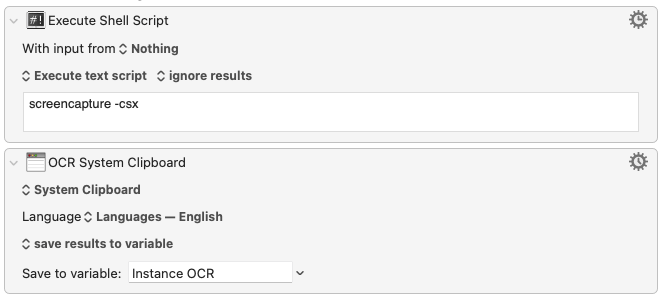 #! Execute Shell Script
With input from Nothing
Execute text script ignore results
screencapture -csx
OCR System Clipboard
System Clipboard
Language Languages — English
save results to variable
Save to variable: Instance OCR